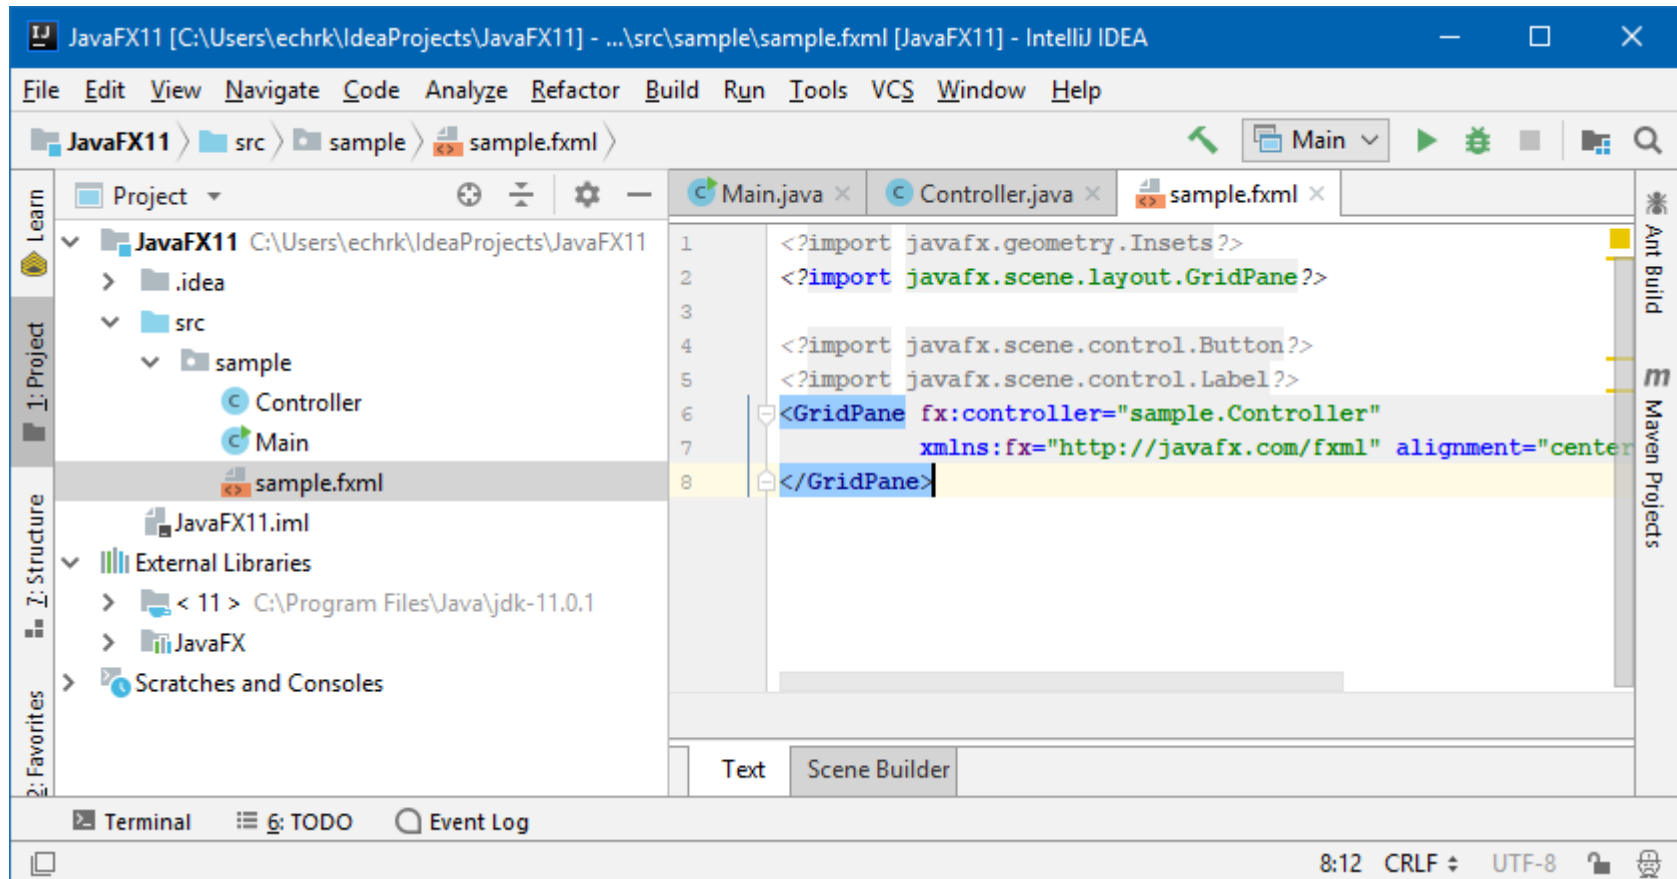 JavaFX11 [C:\Users\echrk\IdeaProjects\JavaFX11] - ...\src\sample\sample.fxml [JavaFX11] - IntelliJ IDEA
File Edit View Navigate Code Analyze Refactor Build Run Tools VCS Window Help
JavaFX11 src sample sample.fxml Main
Learn
1: Project
7: Structure
2: Favorites
Project
JavaFX11 C:\Users\echrk\IdeaProjects\JavaFX11
.idea
src
sample
Controller
Main
sample.fxml
JavaFX11.iml
External Libraries
< 11 > C:\Program Files\Java\jdk-11.0.1
JavaFX
Scratches and Consoles
Main.java Controller.java sample.fxml
1 <?import javafx.geometry.Insets?>
2 <?import javafx.scene.layout.GridPane?>
3
4 <?import javafx.scene.control.Button?>
5 <?import javafx.scene.control.Label?>
6 <GridPane fx:controller="sample.Controller"
7 xmlns:fx="http://javafx.com/fxml" alignment="center
8 </GridPane>
Text Scene Builder
Ant Build
m Maven Projects
Terminal 6: TODO Event Log
8:12 CRLF UTF-8